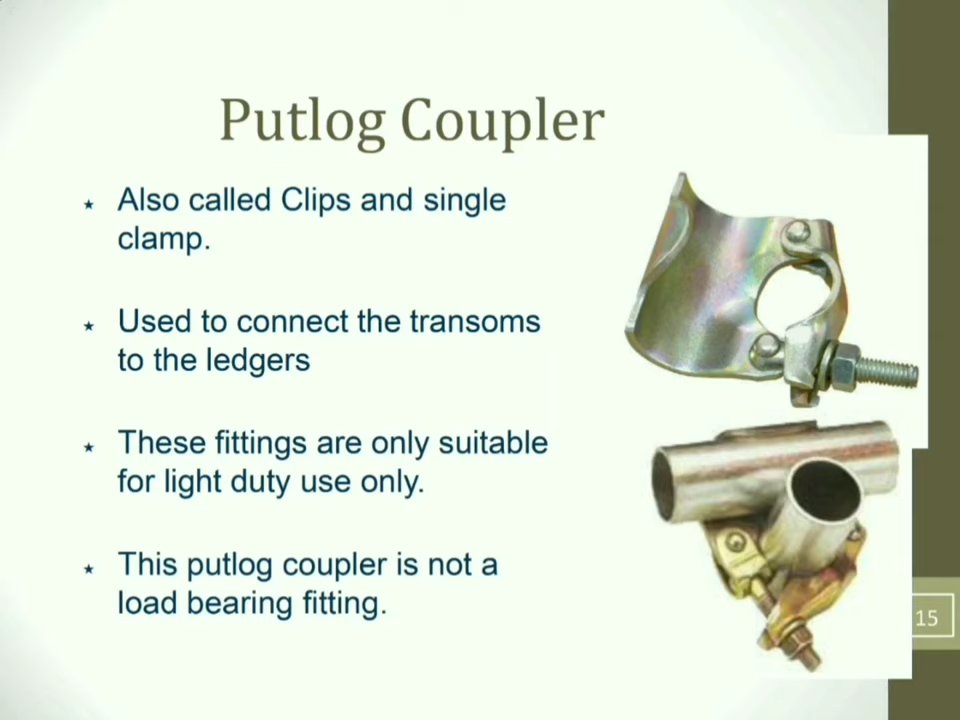 Putlog Coupler
Also called Clips and single
clamp.
Used to connect the transoms
to the ledgers
These fittings are only suitable
for light duty use only.
This putlog coupler is not a
load bearing fitting.
15